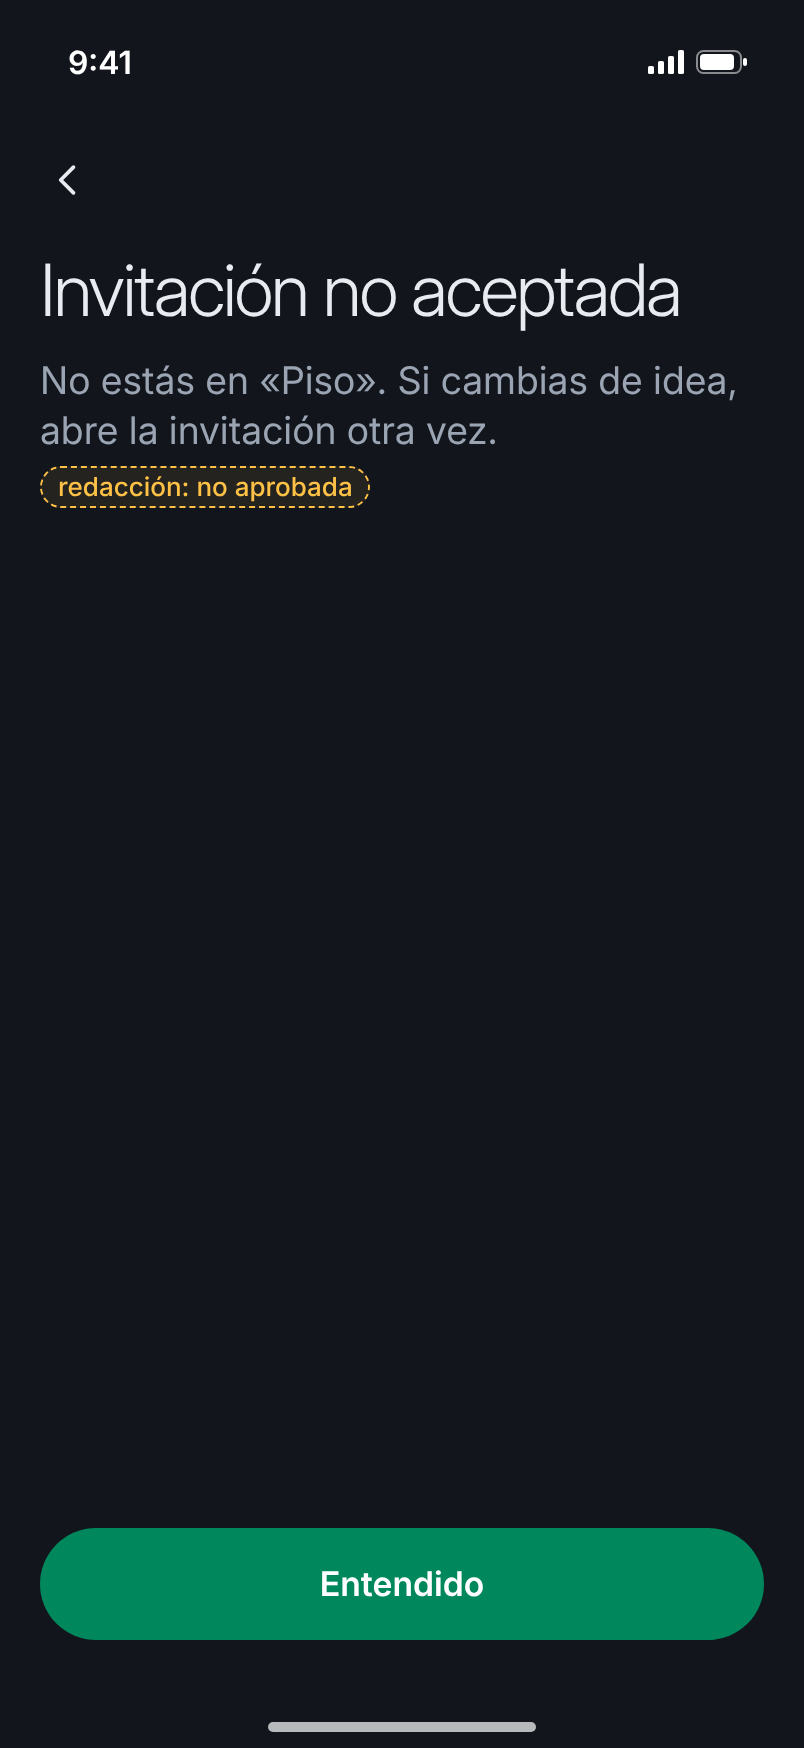 9:41
Invitación no aceptada
No estás en «Piso». Si cambias de idea,
abre la invitación otra vez.
redacción: no aprobada
Entendido